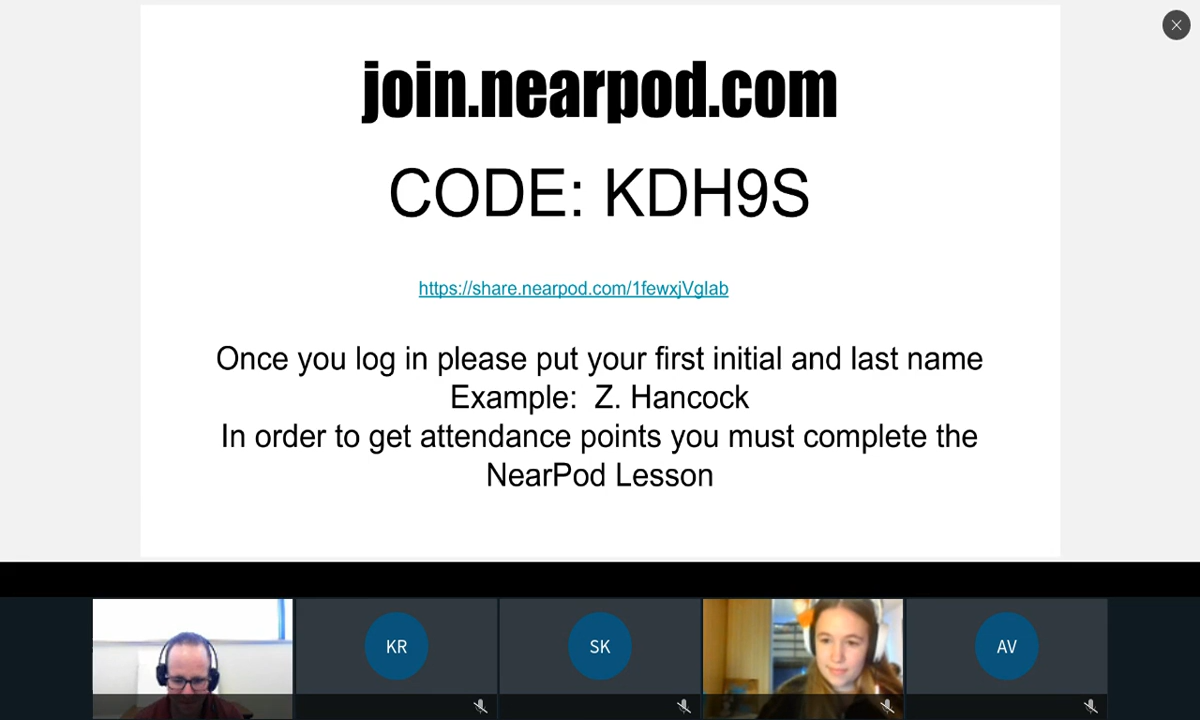 join.nearpod.com
CODE: KDH9S
https://share.nearpod.com/1fewxjVgIab
Once you log in please put your first initial and last name
Example:  Z. Hancock
In order to get attendance points you must complete the
NearPod Lesson
KR
SK
AV